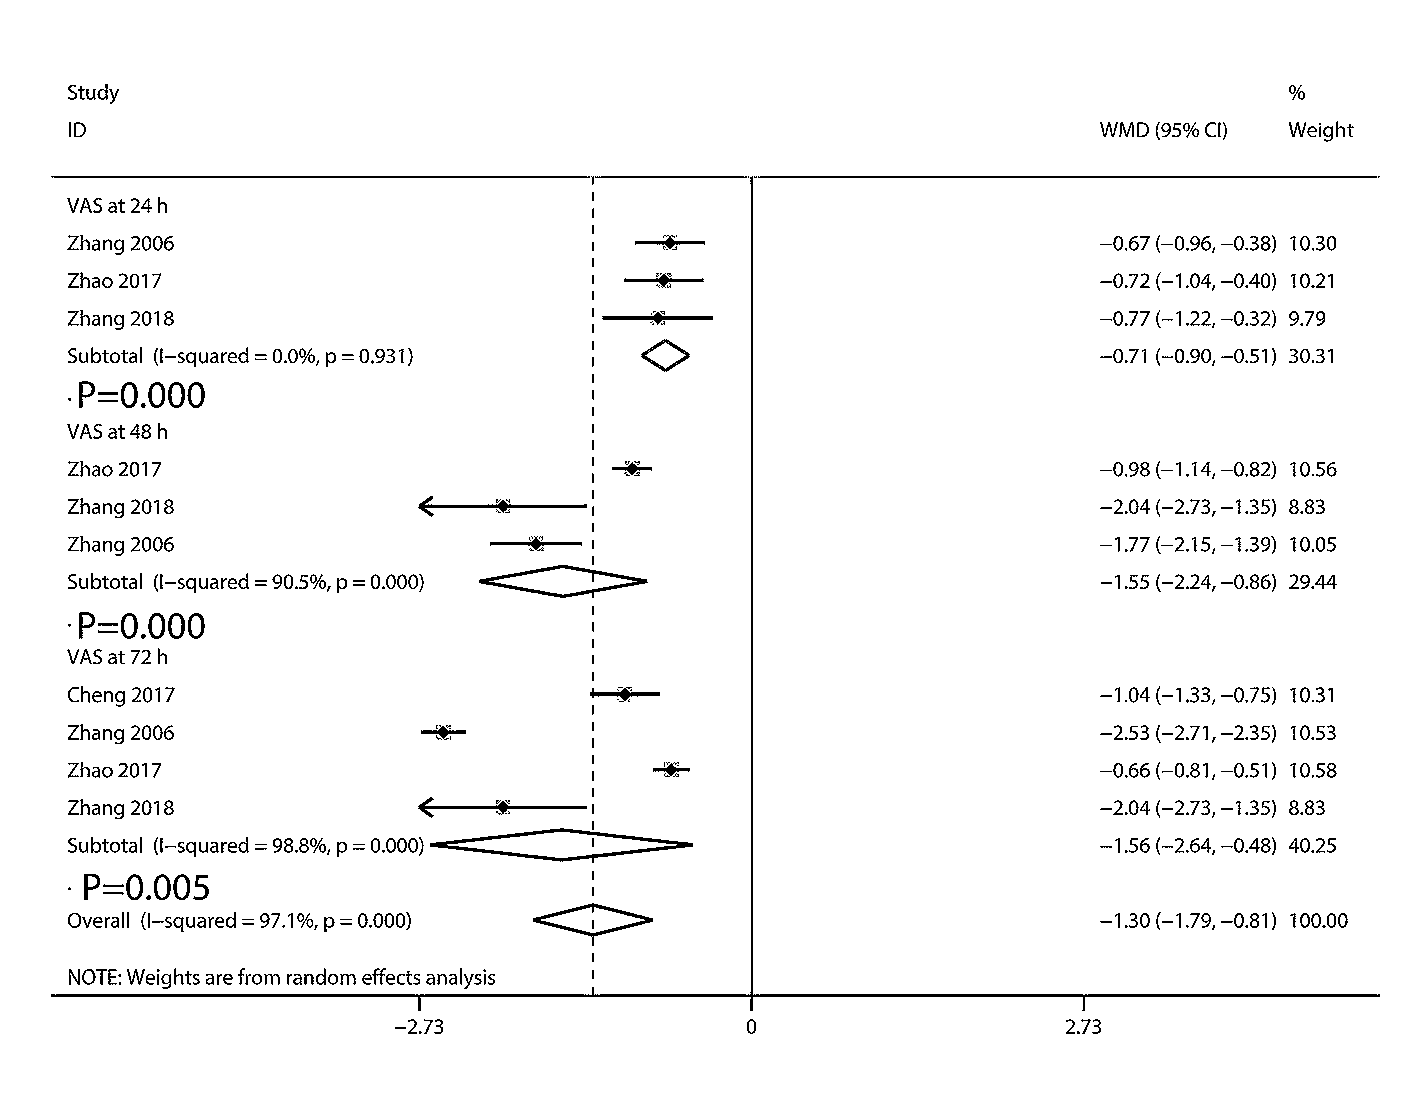 Study %
ID WMD (95% CI) Weight
VAS at 24 h
Zhang 2006 −0.67 (−0.96, −0.38) 10.30
Zhao 2017 −0.72 (−1.04, −0.40) 10.21
Zhang 2018 −0.77 (−1.22, −0.32) 9.79
Subtotal (I−squared = 0.0%, p = 0.931) −0.71 (−0.90, −0.51) 30.31
. P=0.000
VAS at 48 h
Zhao 2017 −0.98 (−1.14, −0.82) 10.56
Zhang 2018 −2.04 (−2.73, −1.35) 8.83
Zhang 2006 −1.77 (−2.15, −1.39) 10.05
Subtotal (I−squared = 90.5%, p = 0.000) −1.55 (−2.24, −0.86) 29.44
. P=0.000
VAS at 72 h
Cheng 2017 −1.04 (−1.33, −0.75) 10.31
Zhang 2006 −2.53 (−2.71, −2.35) 10.53
Zhao 2017 −0.66 (−0.81, −0.51) 10.58
Zhang 2018 −2.04 (−2.73, −1.35) 8.83
Subtotal (I−squared = 98.8%, p = 0.000) −1.56 (−2.64, −0.48) 40.25
. P=0.005
Overall (I−squared = 97.1%, p = 0.000) −1.30 (−1.79, −0.81) 100.00
NOTE: Weights are from random effects analysis
−2.73 0 2.73